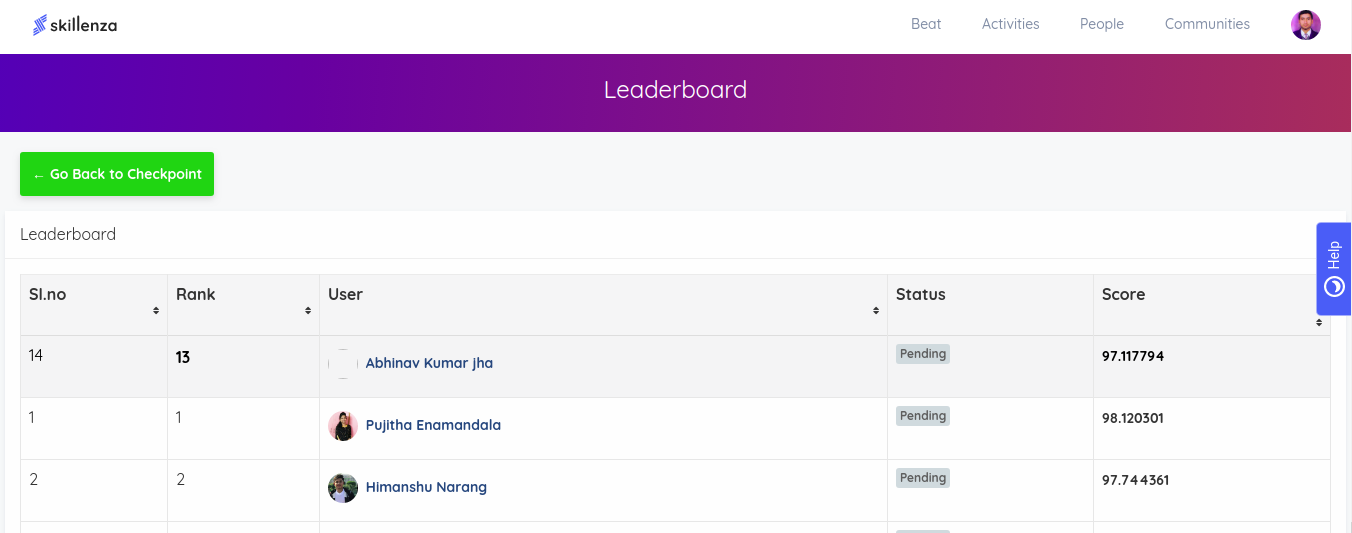 skillenza Beat Activities People Communities
Leaderboard
← Go Back to Checkpoint
Leaderboard
Help
Sl.no Rank User Status Score
14 13 Abhinav Kumar jha Pending 97.117794
1 1 Pujitha Enamandala Pending 98.120301
2 2 Himanshu Narang Pending 97.744361